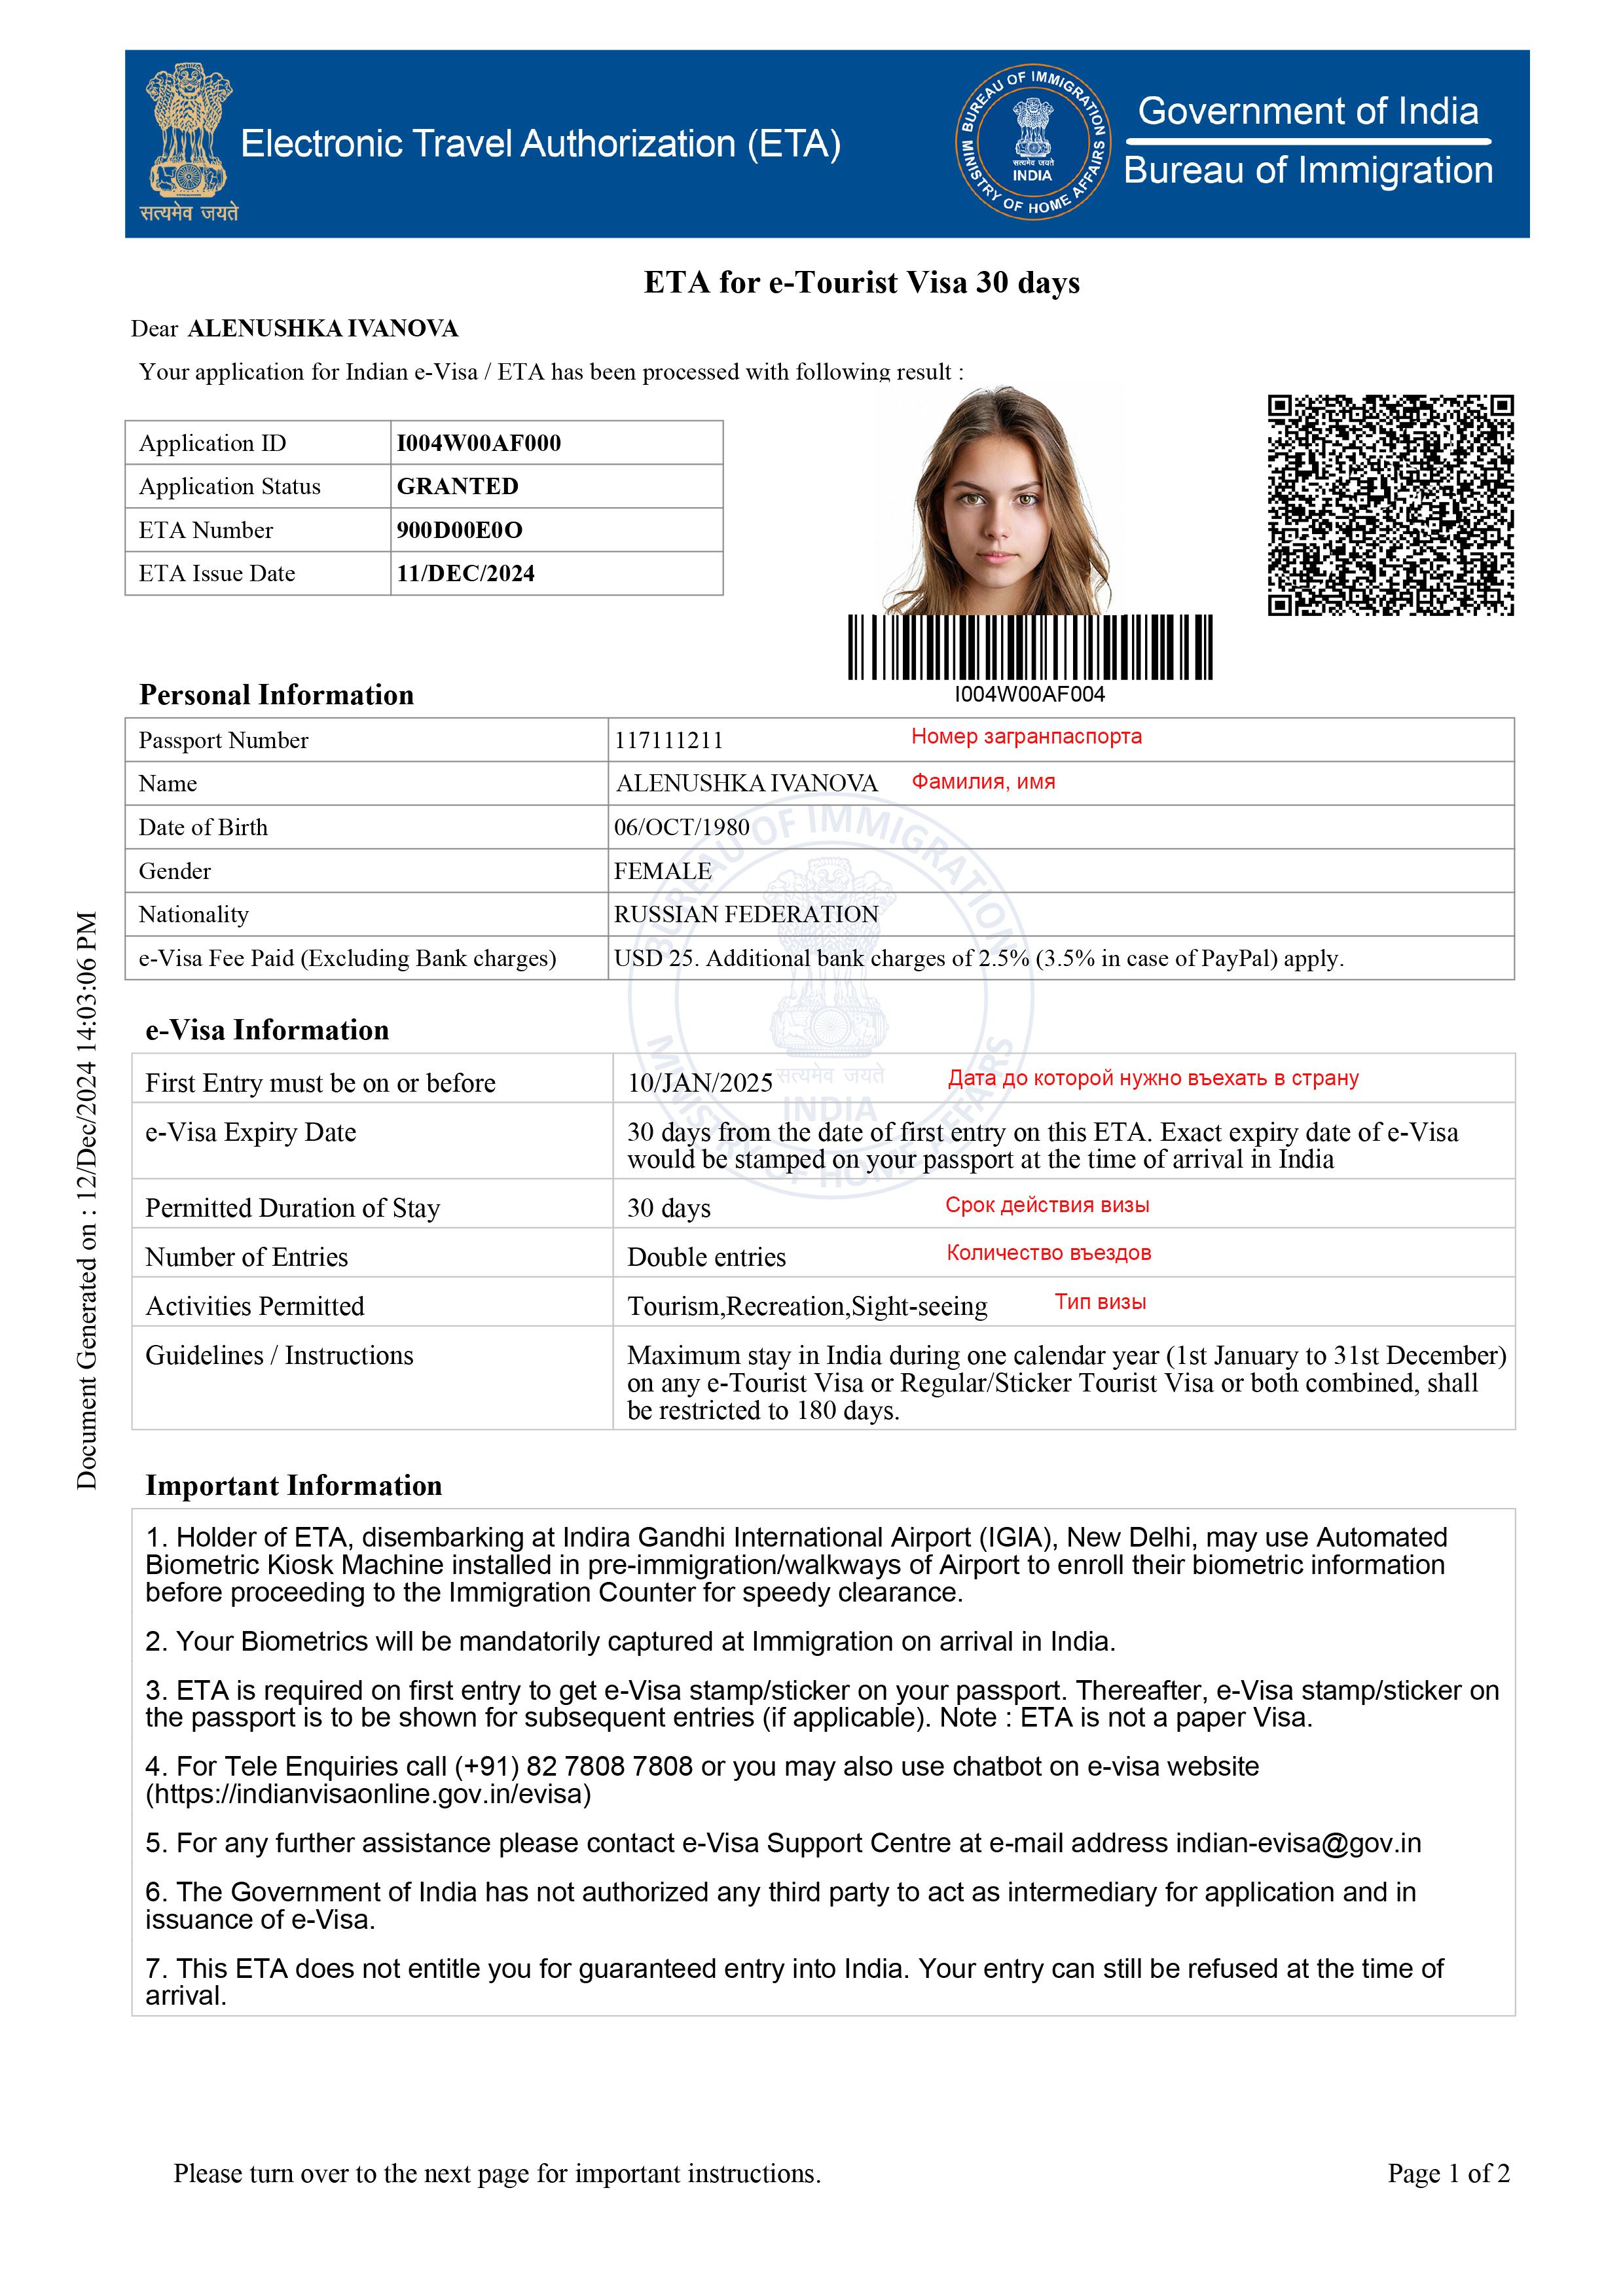 सत्यमेव जयते
Electronic Travel Authorization (ETA)
BUREAU OF IMMIGRATION
सत्यमेव जयते
INDIA
MINISTRY OF HOME AFFAIRS
Government of India
Bureau of Immigration
ETA for e-Tourist Visa 30 days
Dear ALENUSHKA IVANOVA
Your application for Indian e-Visa / ETA has been processed with following result :
Application ID I004W00AF000
Application Status GRANTED
ETA Number 900D00E0O
ETA Issue Date 11/DEC/2024
I004W00AF004
Personal Information
Passport Number 117111211 Номер загранпаспорта
Name ALENUSHKA IVANOVA Фамилия, имя
Date of Birth 06/OCT/1980
Gender FEMALE
Nationality RUSSIAN FEDERATION
e-Visa Fee Paid (Excluding Bank charges) USD 25. Additional bank charges of 2.5% (3.5% in case of PayPal) apply.
BUREAU OF IMMIGRATION
सत्यमेव जयते
INDIA
MINISTRY OF HOME AFFAIRS
e-Visa Information
First Entry must be on or before 10/JAN/2025 Дата до которой нужно въехать в страну
e-Visa Expiry Date 30 days from the date of first entry on this ETA. Exact expiry date of e-Visa
would be stamped on your passport at the time of arrival in India
Permitted Duration of Stay 30 days Срок действия визы
Number of Entries Double entries Количество въездов
Activities Permitted Tourism,Recreation,Sight-seeing Тип визы
Guidelines / Instructions Maximum stay in India during one calendar year (1st January to 31st December)
on any e-Tourist Visa or Regular/Sticker Tourist Visa or both combined, shall
be restricted to 180 days.
Document Generated on : 12/Dec/2024 14:03:06 PM
Important Information
1. Holder of ETA, disembarking at Indira Gandhi International Airport (IGIA), New Delhi, may use Automated
Biometric Kiosk Machine installed in pre-immigration/walkways of Airport to enroll their biometric information
before proceeding to the Immigration Counter for speedy clearance.
2. Your Biometrics will be mandatorily captured at Immigration on arrival in India.
3. ETA is required on first entry to get e-Visa stamp/sticker on your passport. Thereafter, e-Visa stamp/sticker on
the passport is to be shown for subsequent entries (if applicable). Note : ETA is not a paper Visa.
4. For Tele Enquiries call (+91) 82 7808 7808 or you may also use chatbot on e-visa website
(https://indianvisaonline.gov.in/evisa)
5. For any further assistance please contact e-Visa Support Centre at e-mail address indian-evisa@gov.in
6. The Government of India has not authorized any third party to act as intermediary for application and in
issuance of e-Visa.
7. This ETA does not entitle you for guaranteed entry into India. Your entry can still be refused at the time of
arrival.
Please turn over to the next page for important instructions. Page 1 of 2